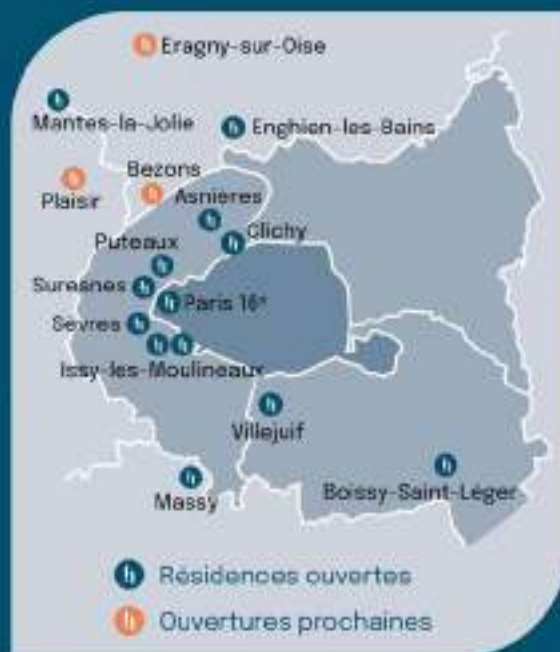 Eragny-sur-Oise
Mantes-la-Jolie
Enghien-les-Bains
Bezons
Plaisir
Asnières
Puteaux
Clichy
Suresnes
Paris 16e
Sèvres
Issy-les-Moulineaux
Villejuif
Massy
Boissy-Saint-Léger
Résidences ouvertes
Ouvertures prochaines